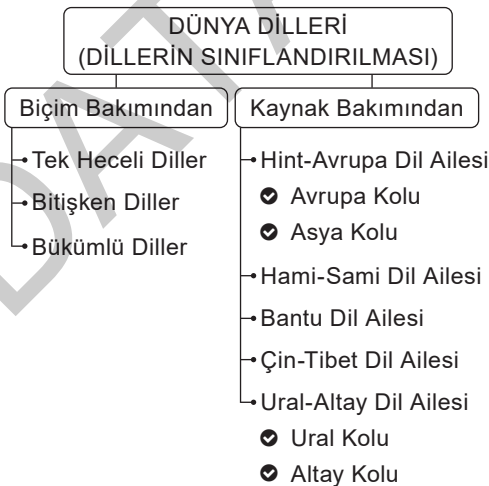 DÜNYA DİLLERİ
(DİLLERİN SINIFLANDIRILMASI)
Biçim Bakımından
Tek Heceli Diller
Bitişken Diller
Bükümlü Diller
Kaynak Bakımından
Hint-Avrupa Dil Ailesi
Avrupa Kolu
Asya Kolu
Hami-Sami Dil Ailesi
Bantu Dil Ailesi
Çin-Tibet Dil Ailesi
Ural-Altay Dil Ailesi
Ural Kolu
Altay Kolu